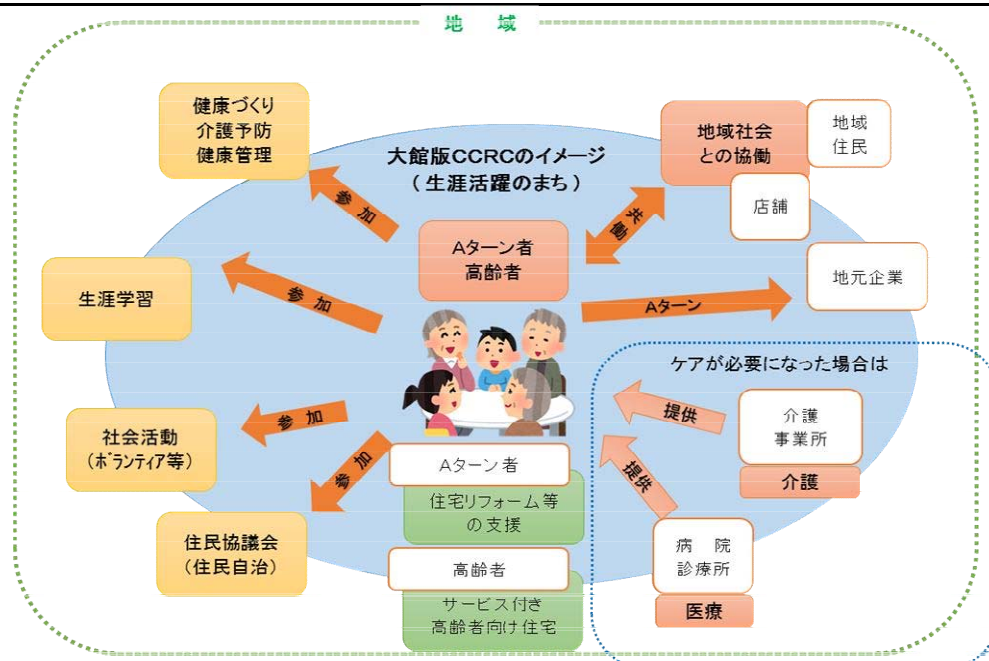 地　域
健康づくり
介護予防
健康管理
大館版CCRCのイメージ
（生涯活躍のまち）
地域社会
との協働
地域
住民
店舗
参 加
共働
Aターン者
高齢者
生涯学習
参 加
Aターン
地元企業
ケアが必要になった場合は
社会活動
（ボランティア等）
参 加
提供
介護
事業所
介護
参 加
Aターン者
住宅リフォーム等
の支援
提供
住民協議会
（住民自治）
高齢者
サービス付き
高齢者向け住宅
病　院
診療所
医療